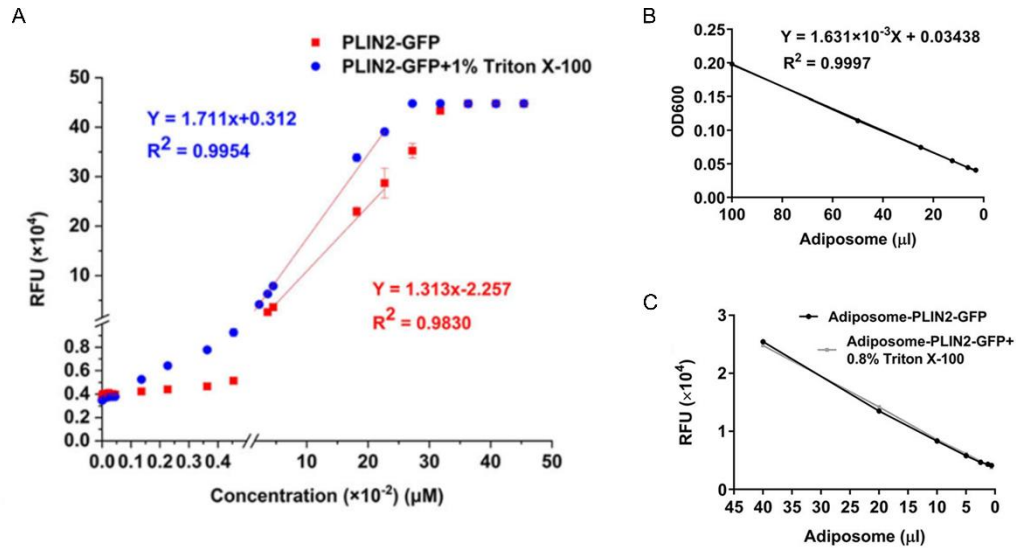 A
PLIN2-GFP
PLIN2-GFP+1% Triton X-100
Y = 1.711x+0.312
R² = 0.9954
Y = 1.313x-2.257
R² = 0.9830
RFU (×10⁴)
50
40
30
20
10
0.8
0.6
0.4
0.2
0.0
0.0 0.1 0.2 0.3 0.4 10 20 30 40 50
Concentration (×10⁻²) (μM)
B
Y = 1.631×10⁻³X + 0.03438
R² = 0.9997
OD600
0.25
0.20
0.15
0.10
0.05
0.00
100 80 60 40 20 0
Adiposome (μl)
C
Adiposome-PLIN2-GFP
Adiposome-PLIN2-GFP+
0.8% Triton X-100
RFU (×10⁴)
3
2
1
0
45 40 35 30 25 20 15 10 5 0
Adiposome (μl)